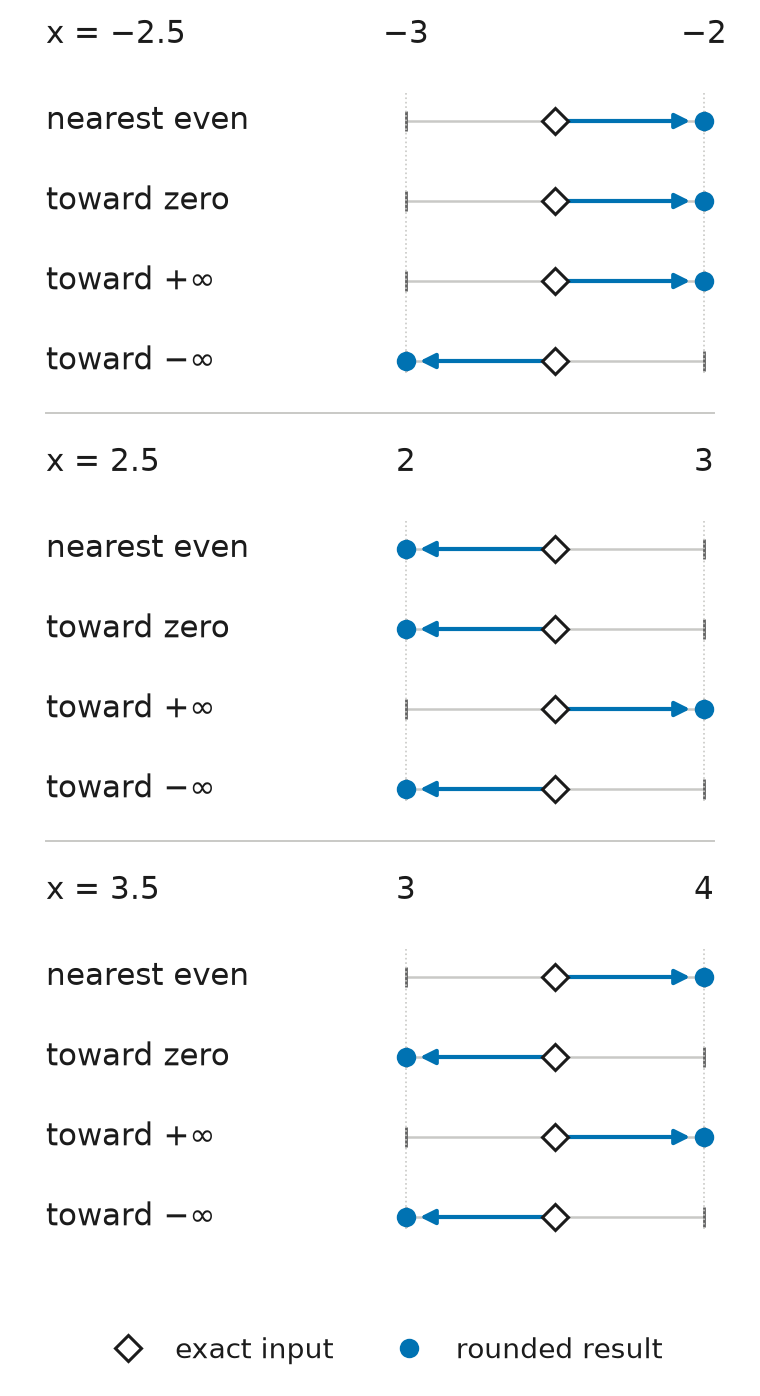 x = −2.5 −3 −2
nearest even
toward zero
toward +∞
toward −∞
x = 2.5 2 3
nearest even
toward zero
toward +∞
toward −∞
x = 3.5 3 4
nearest even
toward zero
toward +∞
toward −∞
exact input rounded result